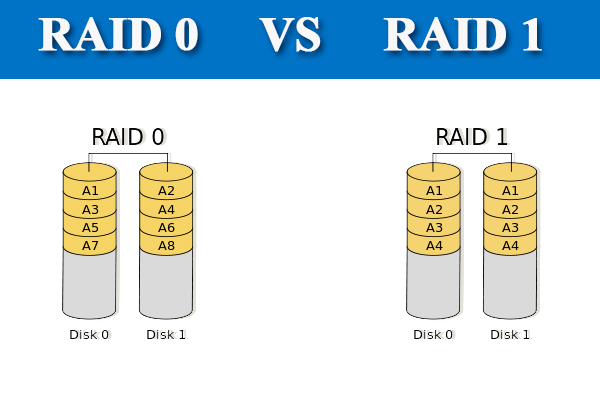 RAID 0 VS RAID 1
RAID 0
A1 A2
A3 A4
A5 A6
A7 A8
Disk 0 Disk 1
RAID 1
A1 A1
A2 A2
A3 A3
A4 A4
Disk 0 Disk 1